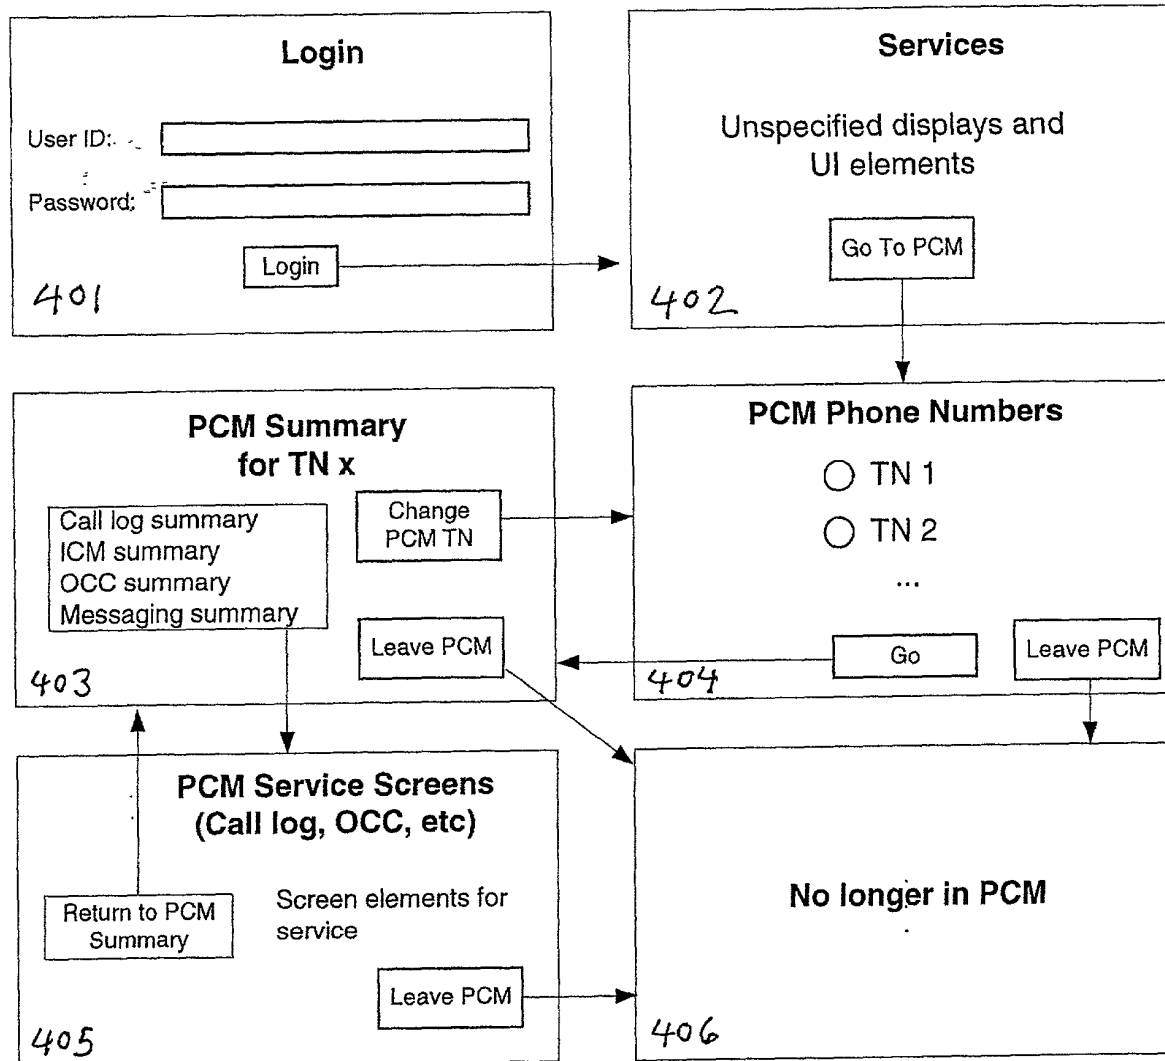 Login
User ID:
Password:
Login
401
Services
Unspecified displays and
UI elements
Go To PCM
402
PCM Summary
for TN x
Call log summary
ICM summary
OCC summary
Messaging summary
Change
PCM TN
Leave PCM
403
PCM Phone Numbers
TN 1
TN 2
...
Go
Leave PCM
404
PCM Service Screens
(Call log, OCC, etc)
Return to PCM
Summary
Screen elements for
service
Leave PCM
405
No longer in PCM
406